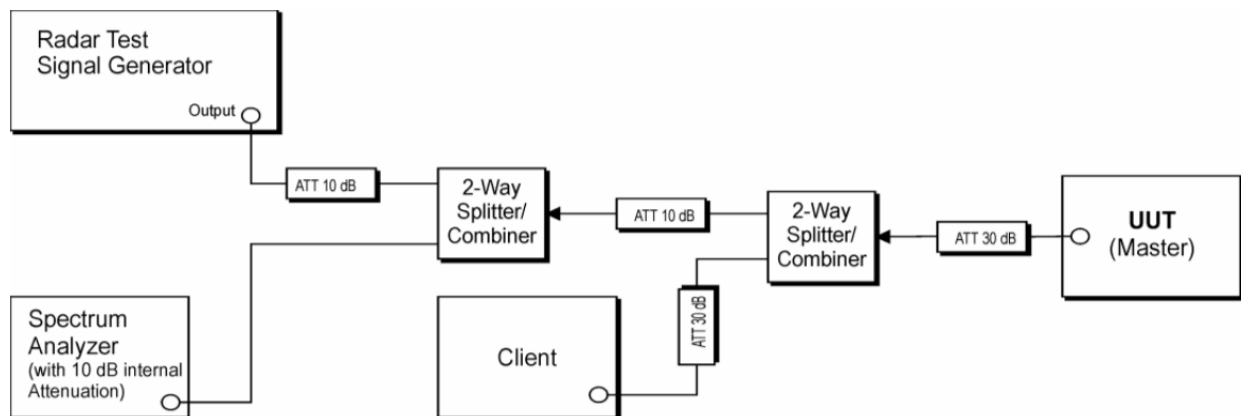 Radar Test
Signal Generator
Output
ATT 10 dB
2-Way
Splitter/
Combiner
ATT 10 dB
2-Way
Splitter/
Combiner
ATT 30 dB
UUT
(Master)
Spectrum
Analyzer
(with 10 dB internal
Attenuation)
Client
ATT 30 dB